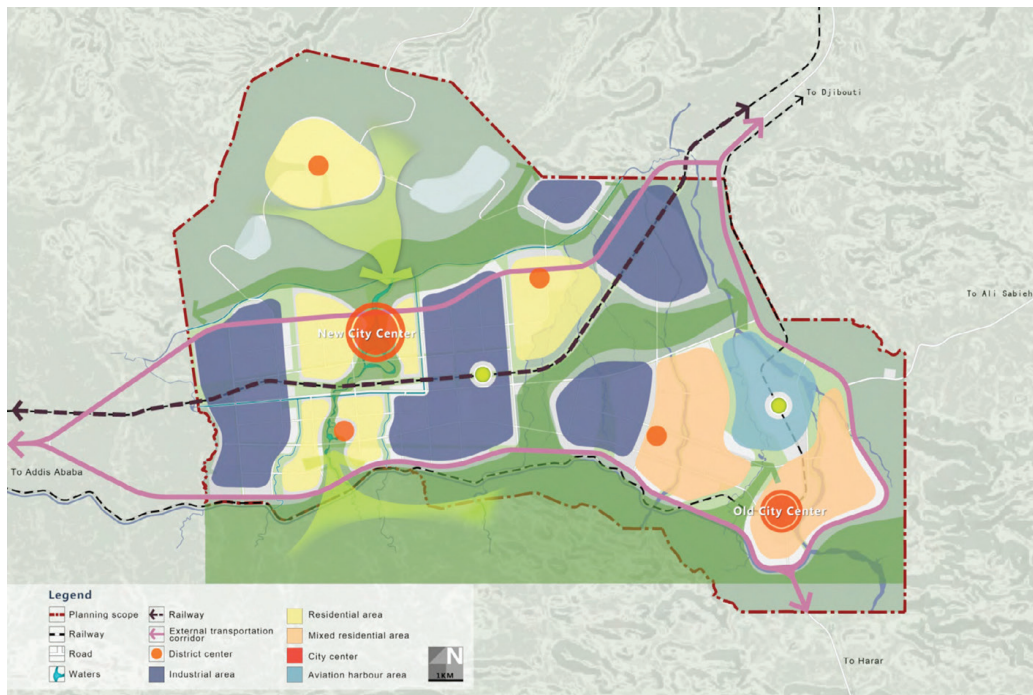 To Djibouti
To Ali Sabieh
New City Center
To Addis Ababa
Old City Center
To Harar
Legend
Planning scope
Railway
Road
Waters
Railway
External transportation
corridor
District center
Industrial area
Residential area
Mixed residential area
City center
Aviation harbour area
N
1KM